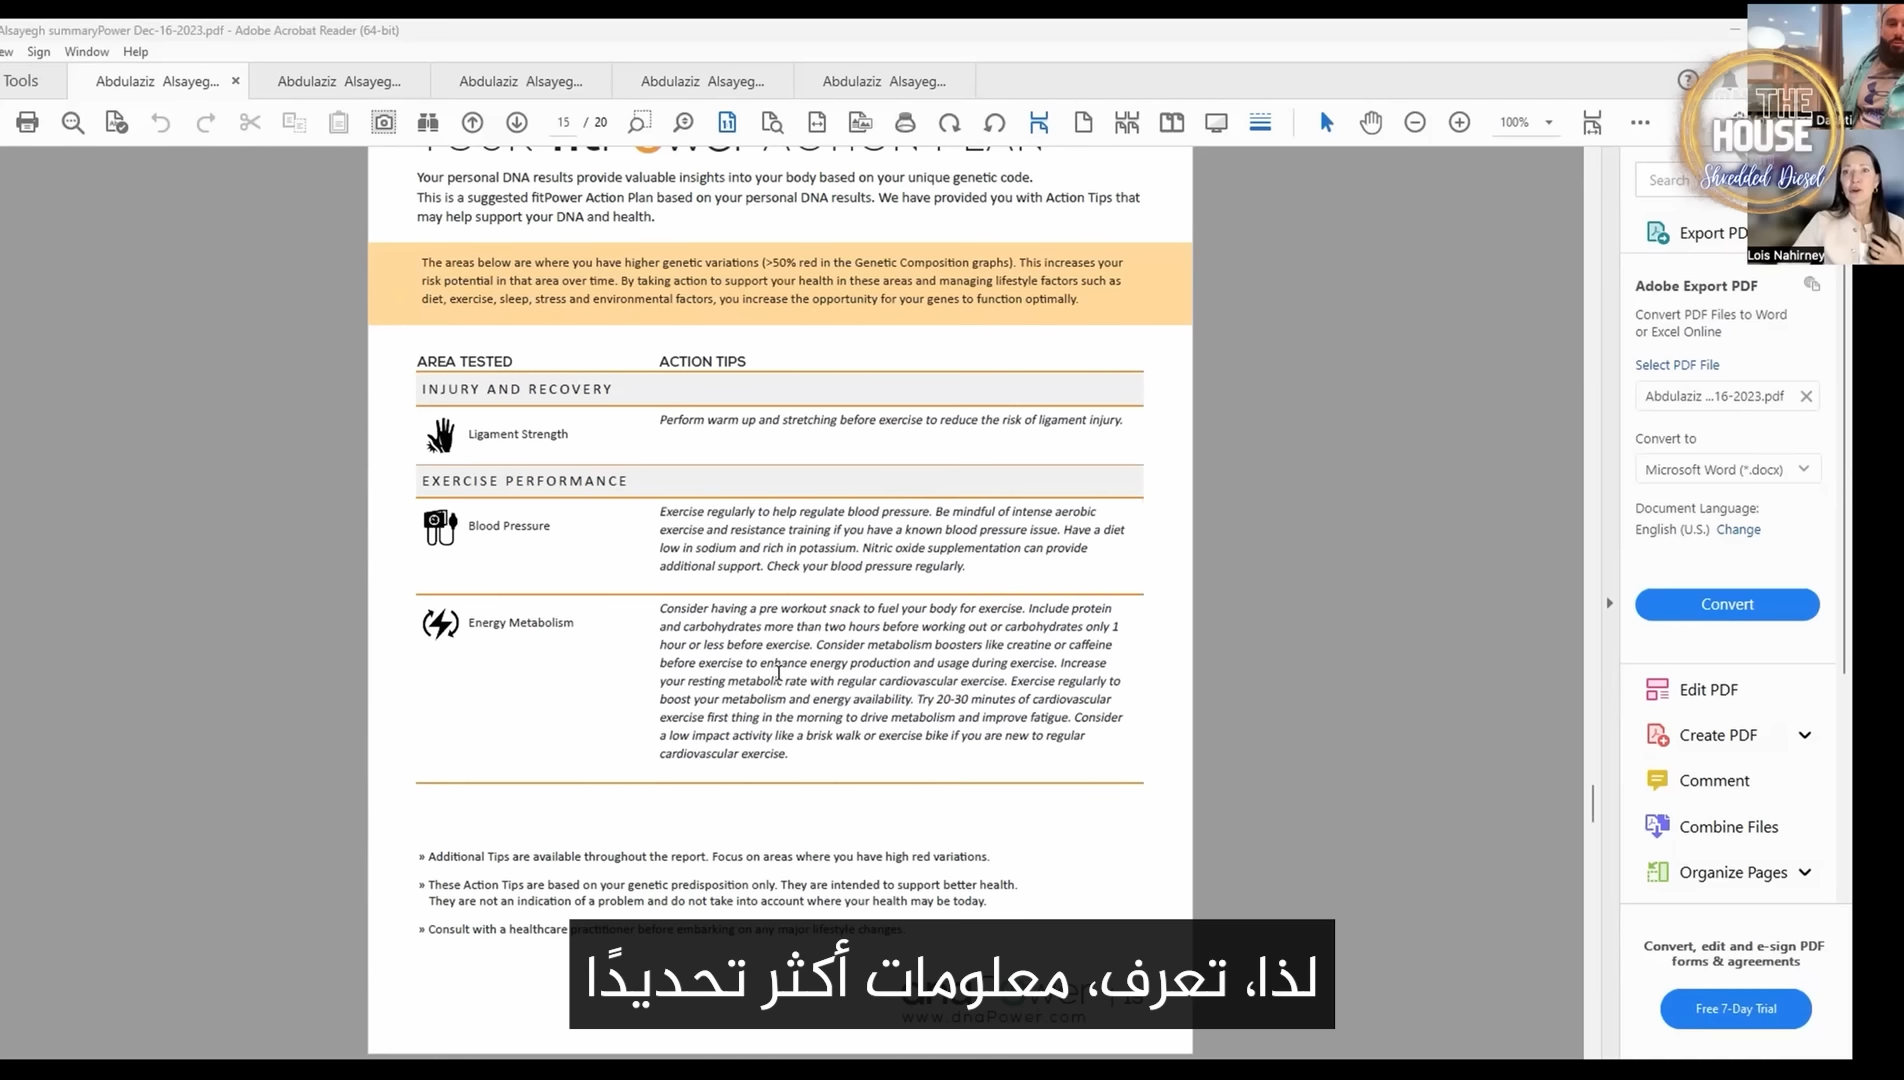 Alsayegh summaryPower Dec-16-2023.pdf - Adobe Acrobat Reader (64-bit)
ew Sign Window Help
Tools
Abdulaziz Alsayeg... ×
Abdulaziz Alsayeg...
Abdulaziz Alsayeg...
Abdulaziz Alsayeg...
Abdulaziz Alsayeg...
15 / 20
100%
THE
HOUSE
Shredded Diesel
Lois Nahirney
YOUR fitPower ACTION PLAN
Your personal DNA results provide valuable insights into your body based on your unique genetic code.
This is a suggested fitPower Action Plan based on your personal DNA results. We have provided you with Action Tips that
may help support your DNA and health.
The areas below are where you have higher genetic variations (>50% red in the Genetic Composition graphs). This increases your
risk potential in that area over time. By taking action to support your health in these areas and managing lifestyle factors such as
diet, exercise, sleep, stress and environmental factors, you increase the opportunity for your genes to function optimally.
AREA TESTED ACTION TIPS
INJURY AND RECOVERY
Ligament Strength
Perform warm up and stretching before exercise to reduce the risk of ligament injury.
EXERCISE PERFORMANCE
Blood Pressure
Exercise regularly to help regulate blood pressure. Be mindful of intense aerobic
exercise and resistance training if you have a known blood pressure issue. Have a diet
low in sodium and rich in potassium. Nitric oxide supplementation can provide
additional support. Check your blood pressure regularly.
Energy Metabolism
Consider having a pre workout snack to fuel your body for exercise. Include protein
and carbohydrates more than two hours before working out or carbohydrates only 1
hour or less before exercise. Consider metabolism boosters like creatine or caffeine
before exercise to enhance energy production and usage during exercise. Increase
your resting metabolic rate with regular cardiovascular exercise. Exercise regularly to
boost your metabolism and energy availability. Try 20-30 minutes of cardiovascular
exercise first thing in the morning to drive metabolism and improve fatigue. Consider
a low impact activity like a brisk walk or exercise bike if you are new to regular
cardiovascular exercise.
» Additional Tips are available throughout the report. Focus on areas where you have high red variations.
» These Action Tips are based on your genetic predisposition only. They are intended to support better health.
They are not an indication of a problem and do not take into account where your health may be today.
» Consult with a healthcare practitioner before embarking on any major lifestyle changes.
لذا، تعرف، معلومات أكثر تحديدًا
www.dnaPower.com
Search
Export PD
Adobe Export PDF
Convert PDF Files to Word
or Excel Online
Select PDF File
Abdulaziz ...16-2023.pdf
Convert to
Microsoft Word (*.docx)
Document Language:
English (U.S.) Change
Convert
Edit PDF
Create PDF
Comment
Combine Files
Organize Pages
Convert, edit and e-sign PDF
forms & agreements
Free 7-Day Trial